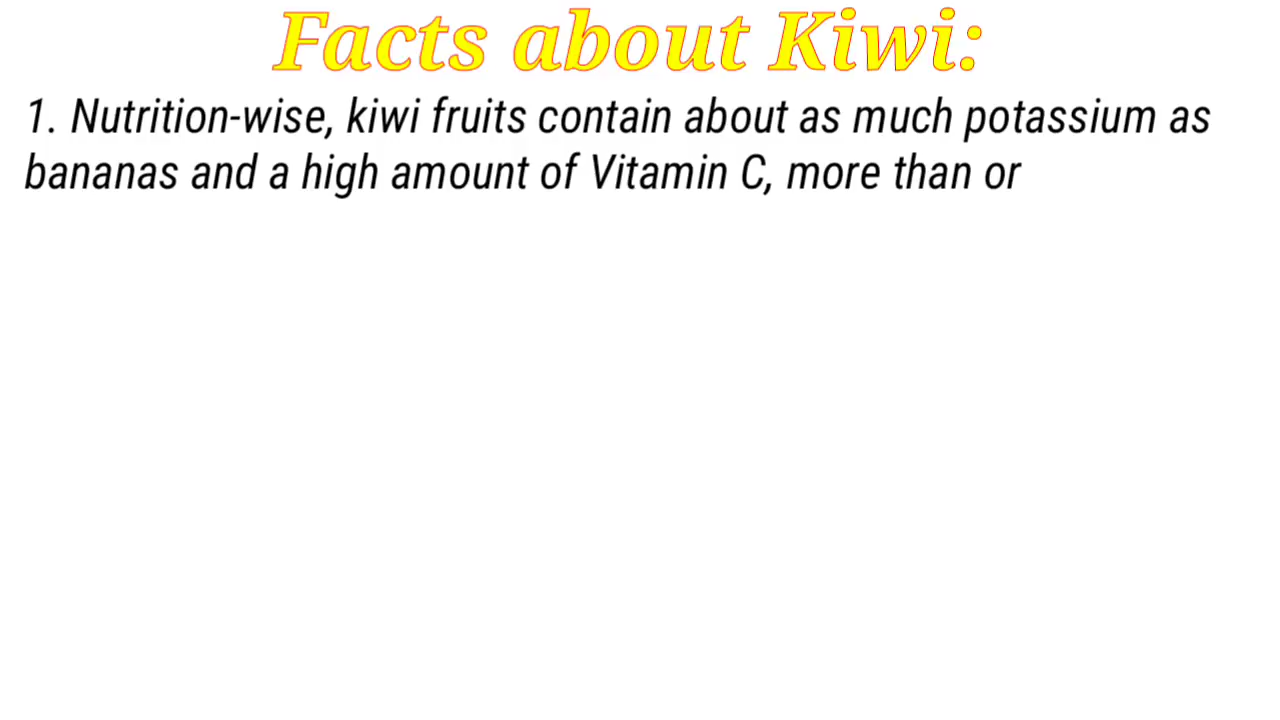 Facts about Kiwi:
1. Nutrition-wise, kiwi fruits contain about as much potassium as
bananas and a high amount of Vitamin C, more than or